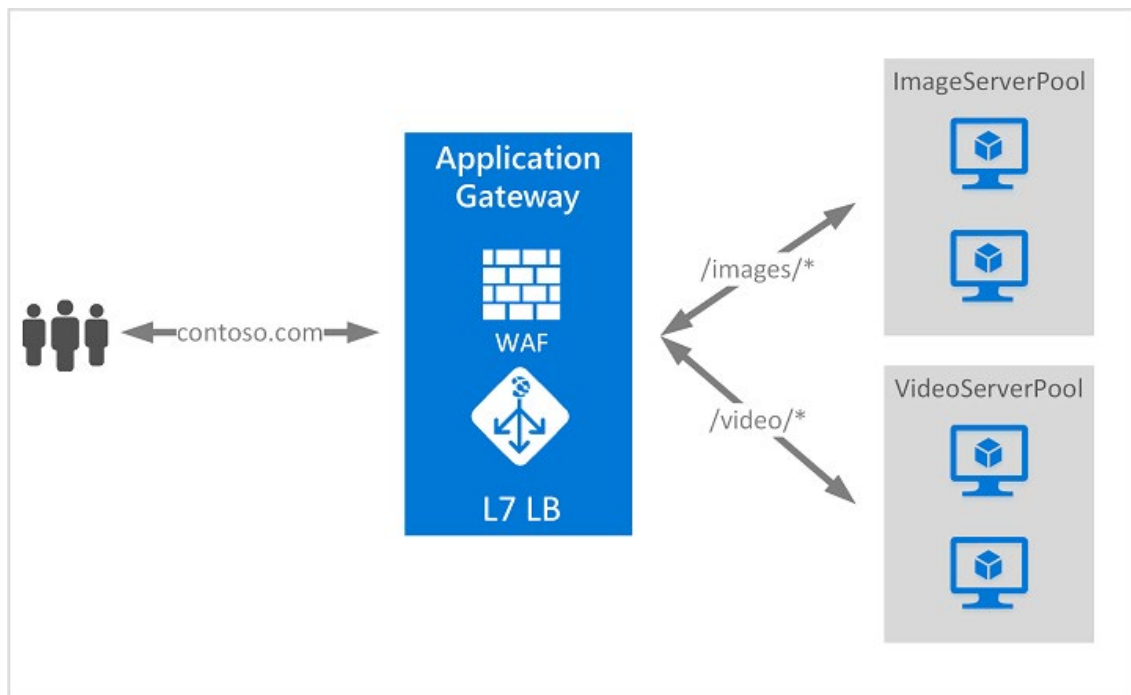 contoso.com
Application
Gateway
WAF
L7 LB
/images/*
/video/*
ImageServerPool
VideoServerPool